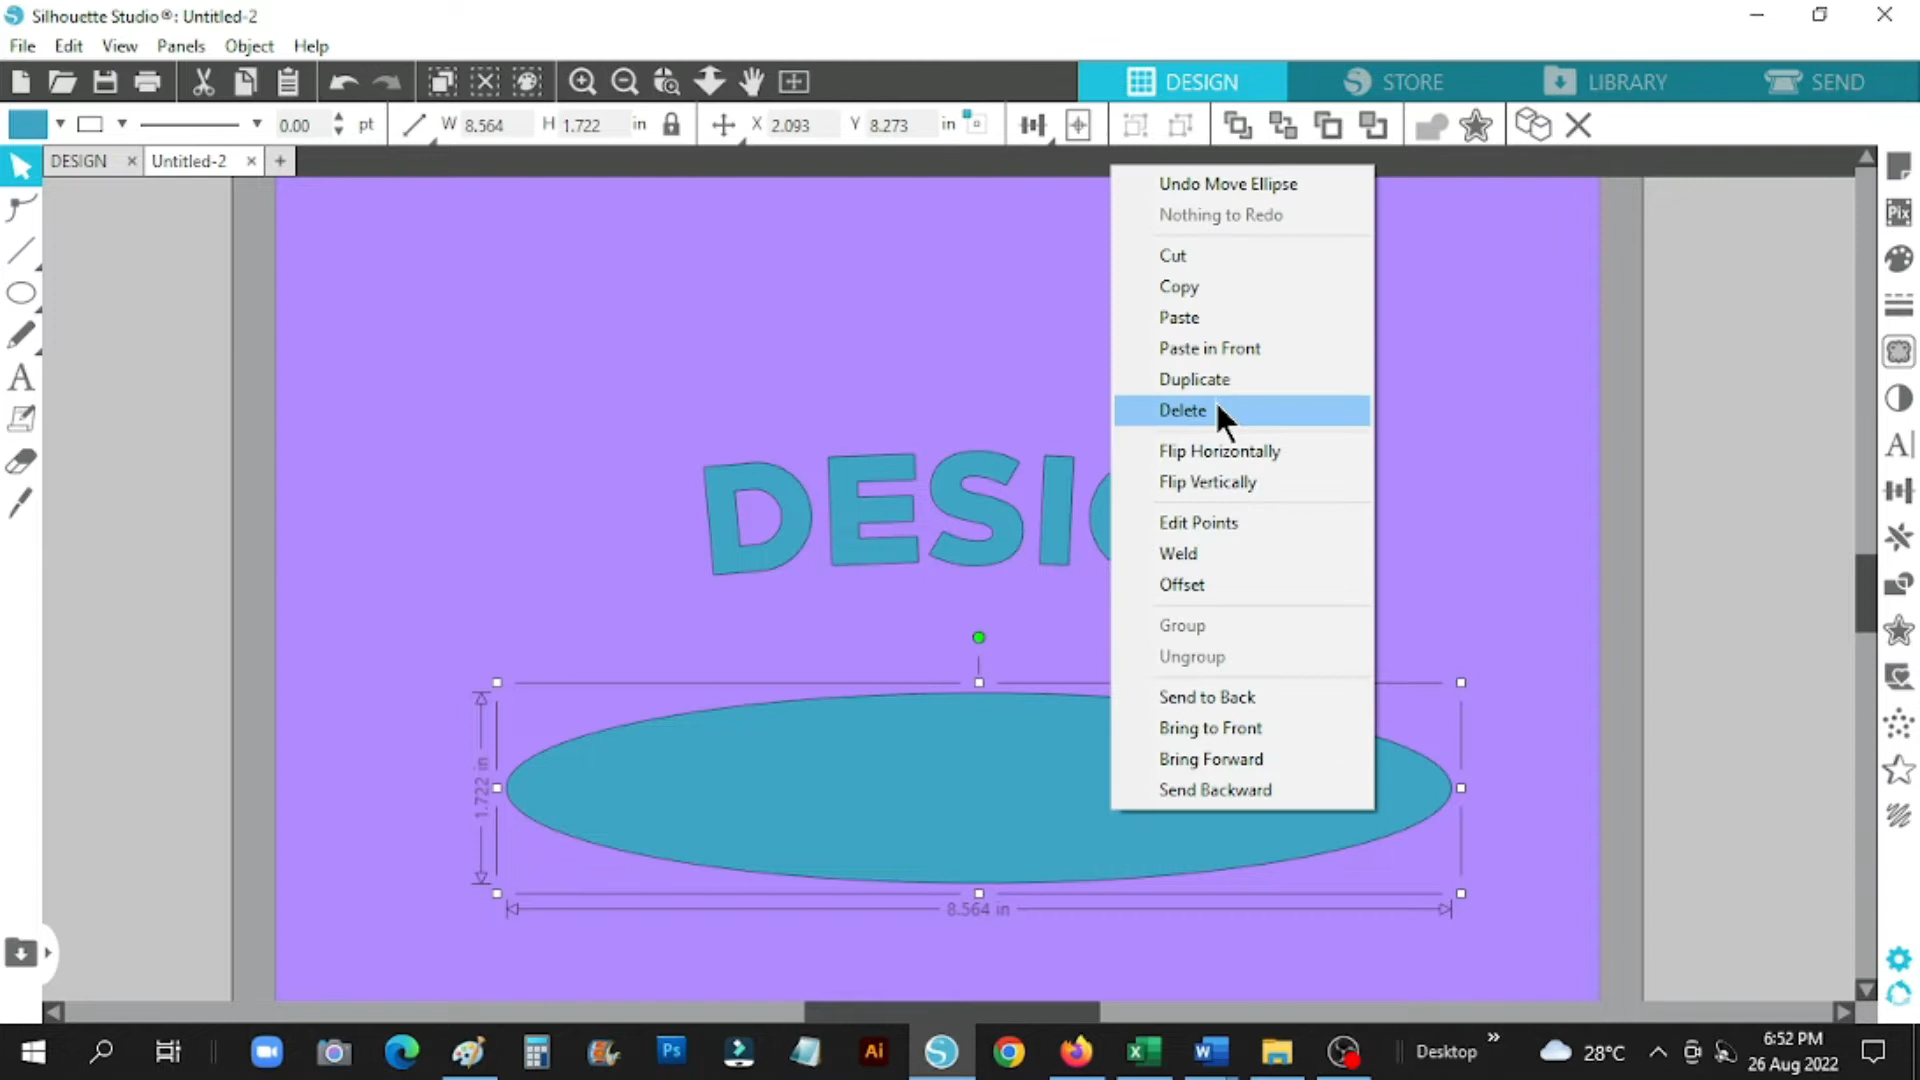 Silhouette Studio®: Untitled-2
File Edit View Panels Object Help
DESIGN STORE LIBRARY SEND
0.00 pt W 8.564 H 1.722 in X 2.093 Y 8.273 in
DESIGN × Untitled-2 × +
Undo Move Ellipse
Nothing to Redo
Cut
Copy
Paste
Paste in Front
Duplicate
Delete
Flip Horizontally
Flip Vertically
Edit Points
Weld
Offset
Group
Ungroup
Send to Back
Bring to Front
Bring Forward
Send Backward
Pix
DESI
1.722 in
8.564 in
Ps
Ai
Desktop
28°C
6:52 PM
26 Aug 2022